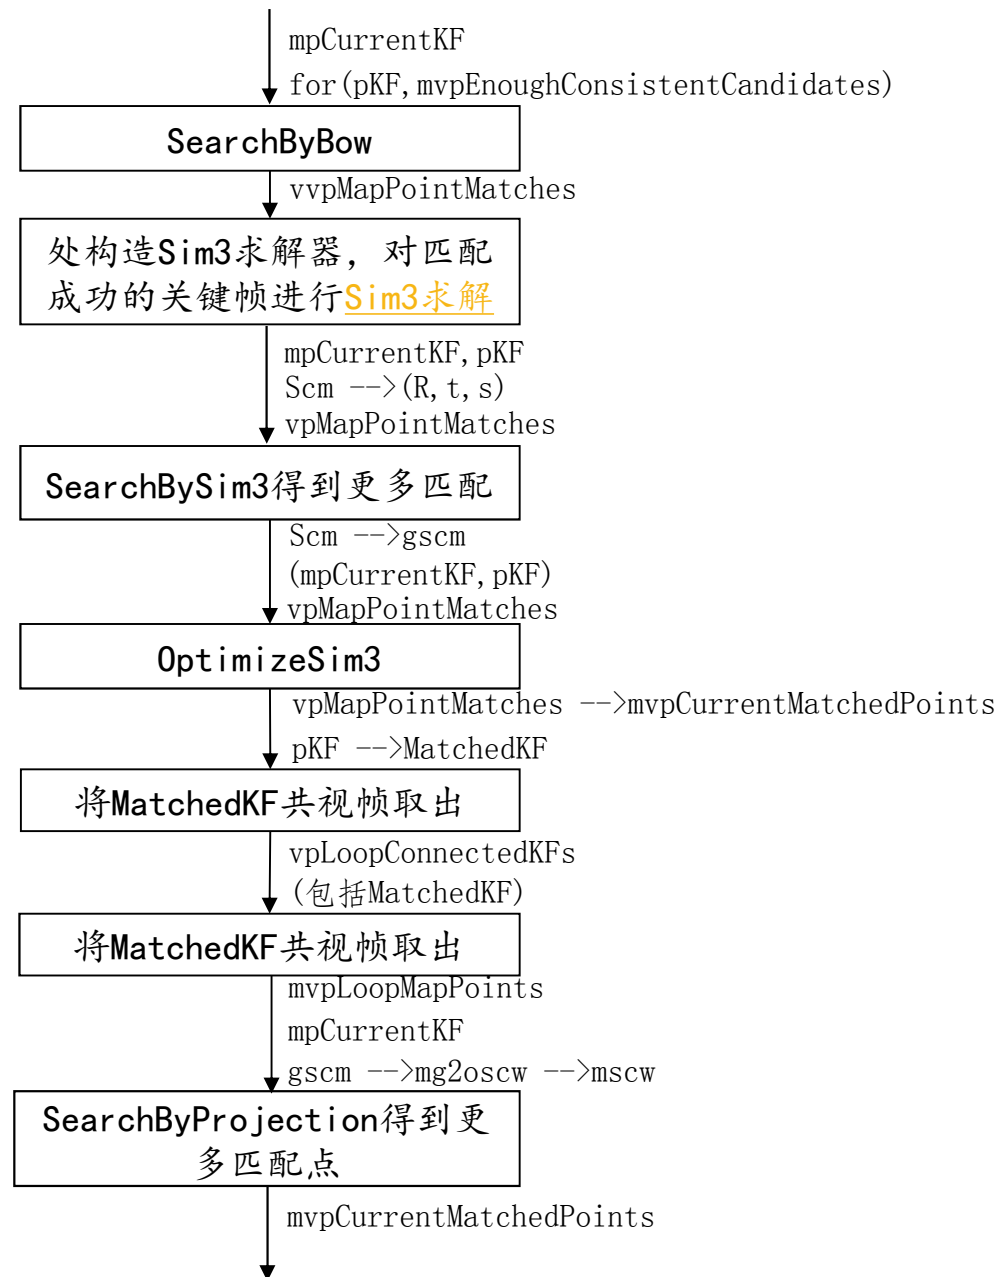 mpCurrentKF
for(pKF,mvpEnoughConsistentCandidates)
SearchByBow
vvpMapPointMatches
处构造Sim3求解器，对匹配
成功的关键帧进行Sim3求解
mpCurrentKF,pKF
Scm -->(R,t,s)
vpMapPointMatches
SearchBySim3得到更多匹配
Scm -->gscm
(mpCurrentKF,pKF)
vpMapPointMatches
OptimizeSim3
vpMapPointMatches -->mvpCurrentMatchedPoints
pKF -->MatchedKF
将MatchedKF共视帧取出
vpLoopConnectedKFs
(包括MatchedKF)
将MatchedKF共视帧取出
mvpLoopMapPoints
mpCurrentKF
gscm -->mg2oscw -->mscw
SearchByProjection得到更
多匹配点
mvpCurrentMatchedPoints